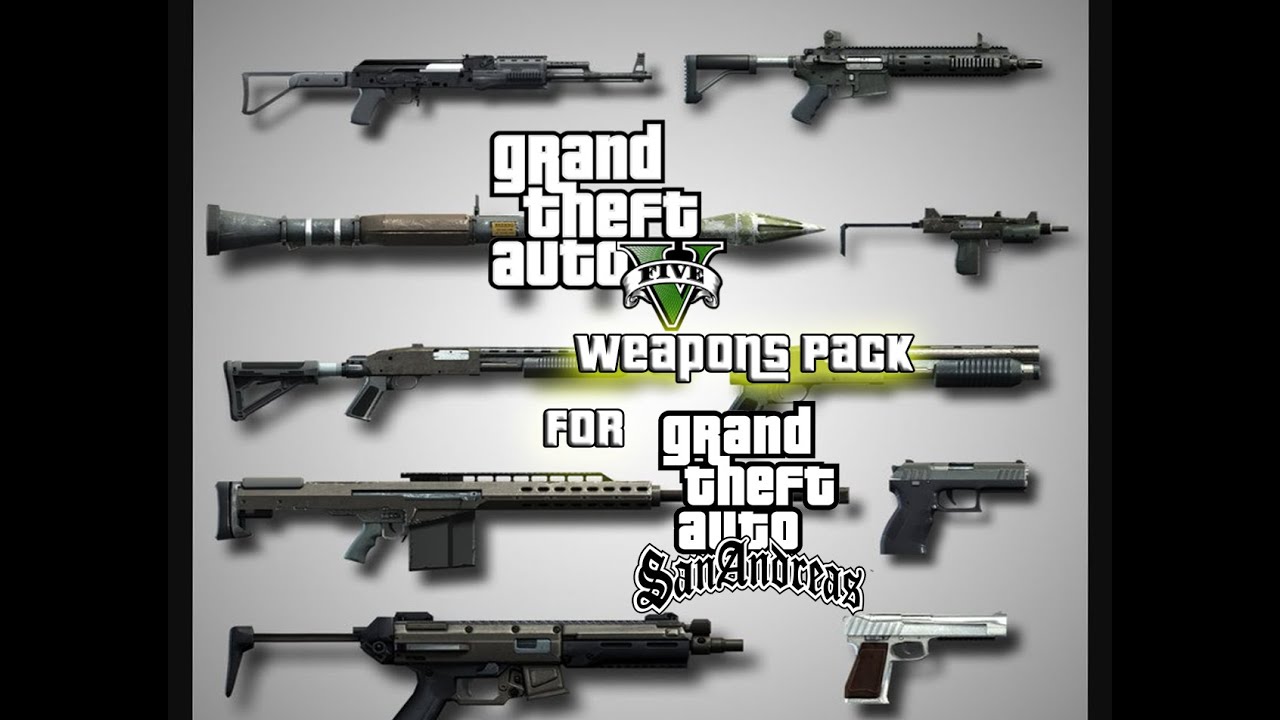 grand
theft
auto
FIVE
Weapons Pack
FOR
grand
theft
auto
San Andreas